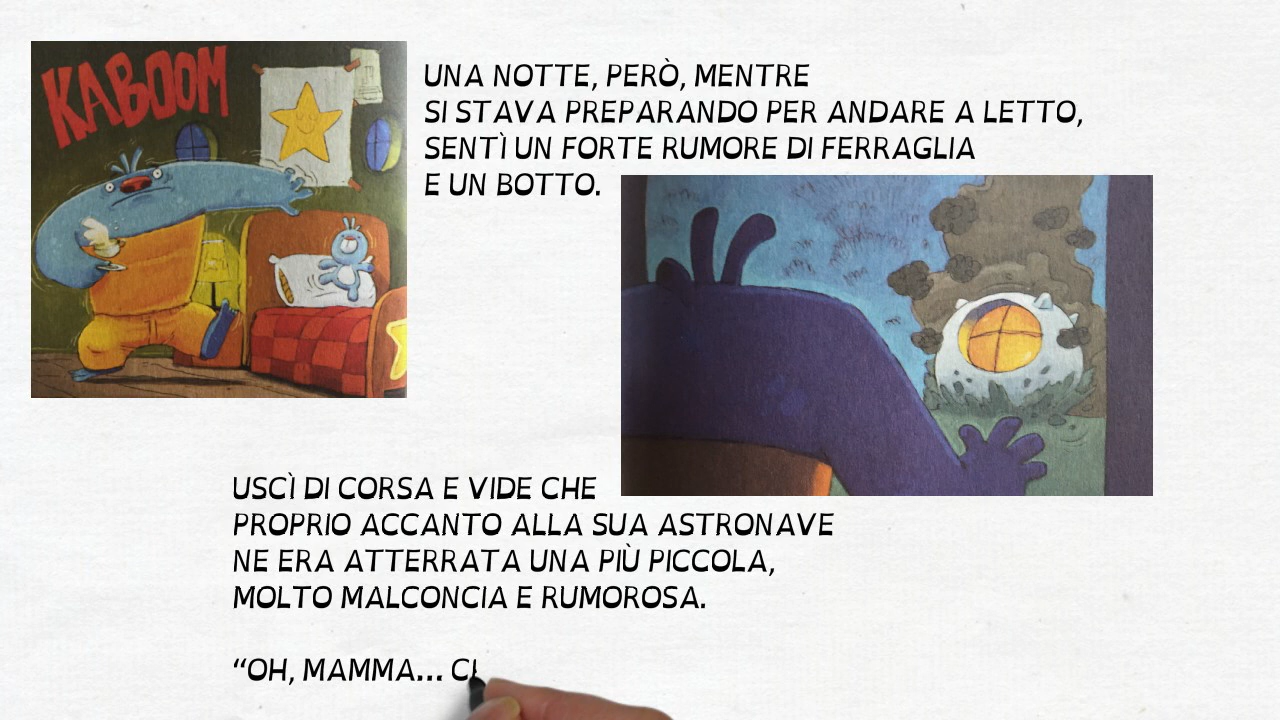 KABOOM
UNA NOTTE, PERÒ, MENTRE
SI STAVA PREPARANDO PER ANDARE A LETTO,
SENTÌ UN FORTE RUMORE DI FERRAGLIA
E UN BOTTO.
USCÌ DI CORSA E VIDE CHE
PROPRIO ACCANTO ALLA SUA ASTRONAVE
NE ERA ATTERRATA UNA PIÙ PICCOLA,
MOLTO MALCONCIA E RUMOROSA.
“OH, MAMMA...